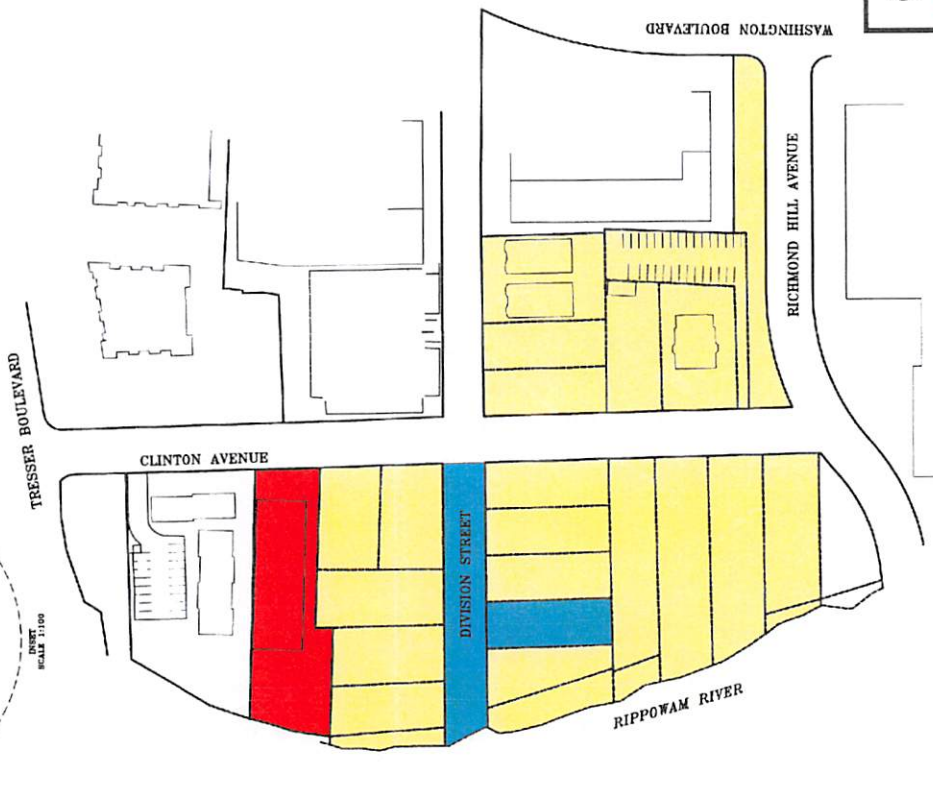 WASHINGTON BOULEVARD
RICHMOND HILL AVENUE
TRESSER BOULEVARD
CLINTON AVENUE
DIVISION STREET
INSET
SCALE 1:100
RIPPOWAM RIVER